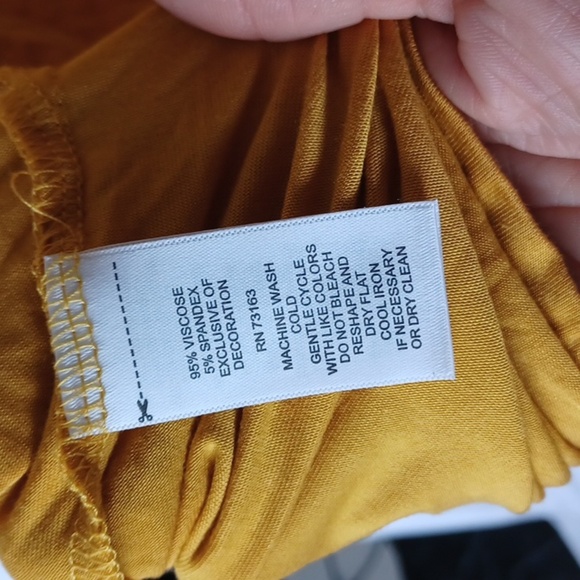 95% VISCOSE
5% SPANDEX
EXCLUSIVE OF
DECORATION
RN 73163
MACHINE WASH
COLD
GENTLE CYCLE
WITH LIKE COLORS
DO NOT BLEACH
RESHAPE AND
DRY FLAT
COOL IRON
IF NECESSARY
OR DRY CLEAN